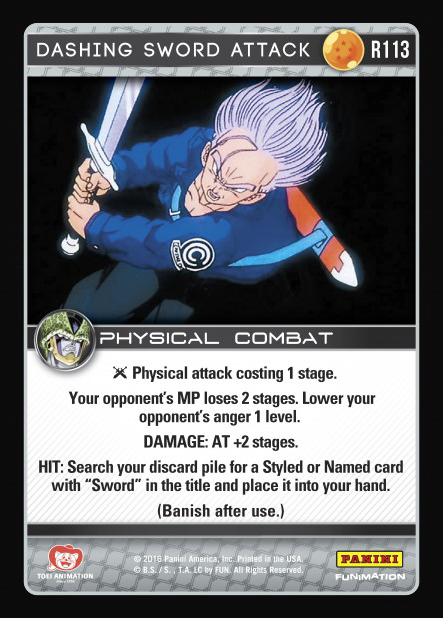 DASHING SWORD ATTACK R113
PHYSICAL COMBAT
Physical attack costing 1 stage.
Your opponent's MP loses 2 stages. Lower your
opponent's anger 1 level.
DAMAGE: AT +2 stages.
HIT: Search your discard pile for a Styled or Named card
with “Sword” in the title and place it into your hand.
(Banish after use.)
© 2016 Panini America, Inc. Printed in the USA.
© B.S. / S. , T.A. LC by FUN. All Rights Reserved.
TOEI ANIMATION
PANINI
FUNIMATION